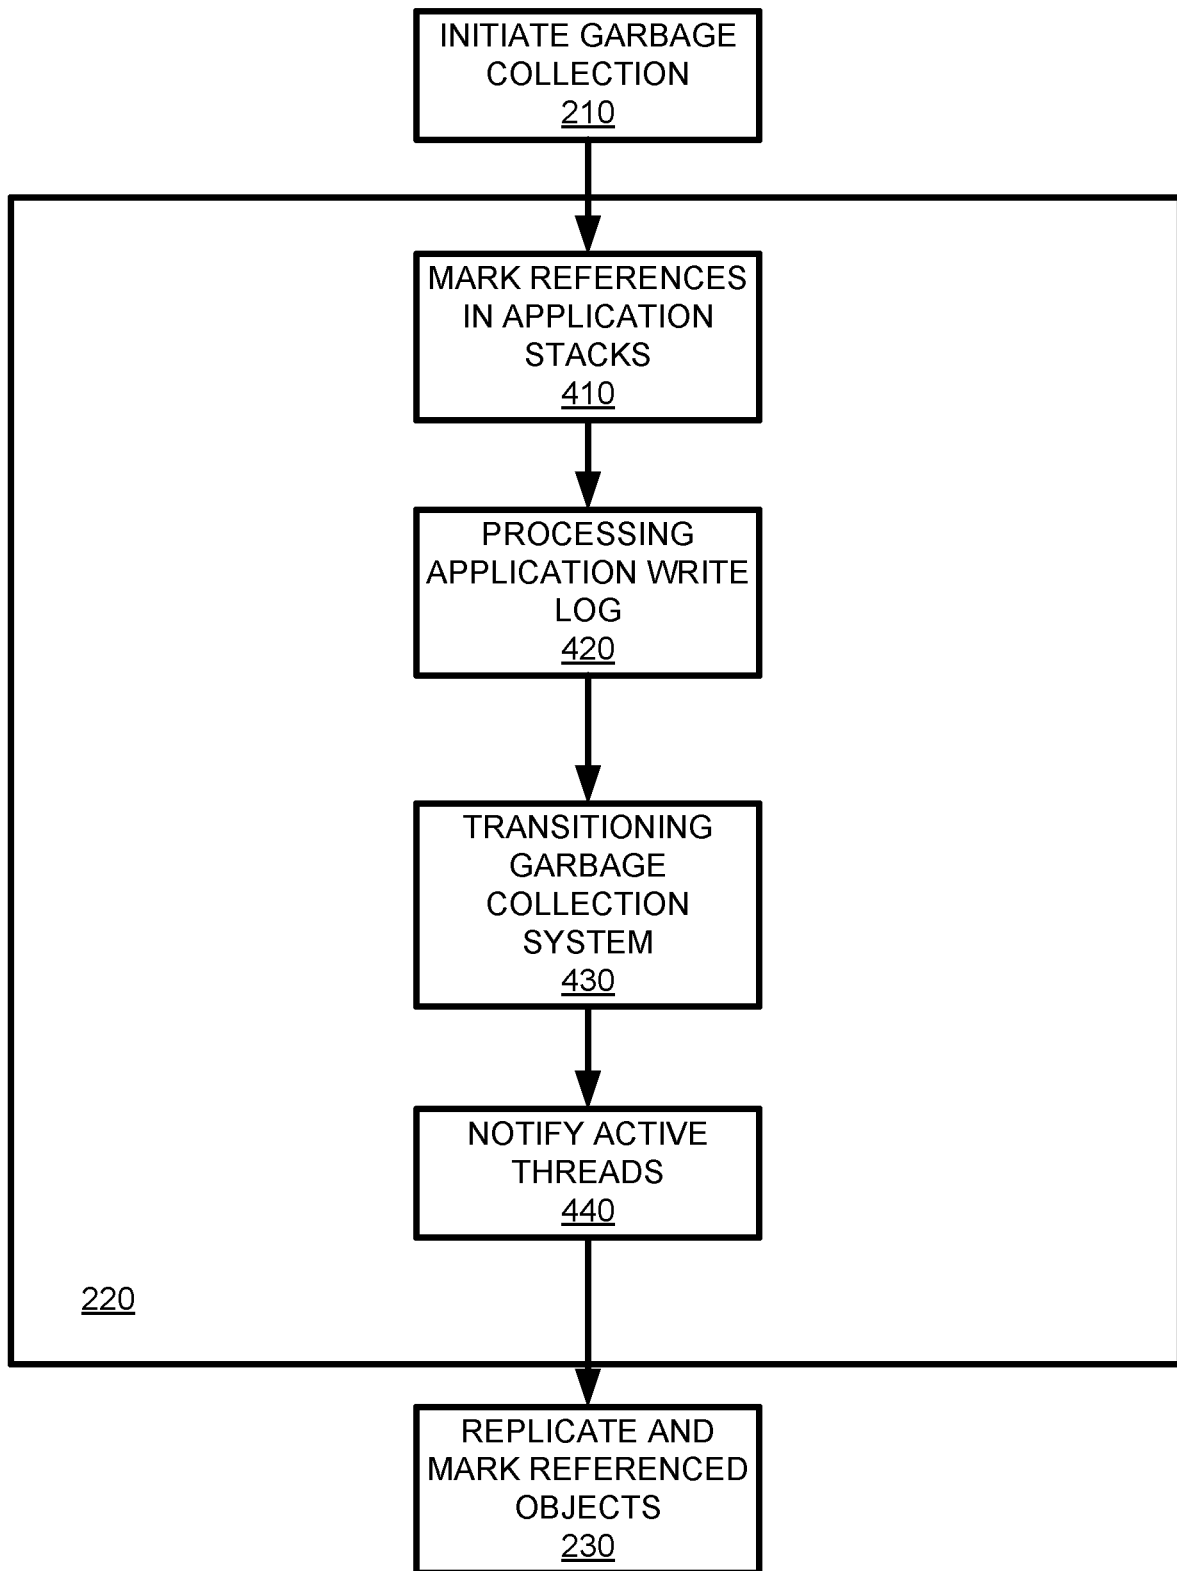 INITIATE GARBAGE
COLLECTION
210
MARK REFERENCES
IN APPLICATION
STACKS
410
PROCESSING
APPLICATION WRITE
LOG
420
TRANSITIONING
GARBAGE
COLLECTION
SYSTEM
430
NOTIFY ACTIVE
THREADS
440
220
REPLICATE AND
MARK REFERENCED
OBJECTS
230